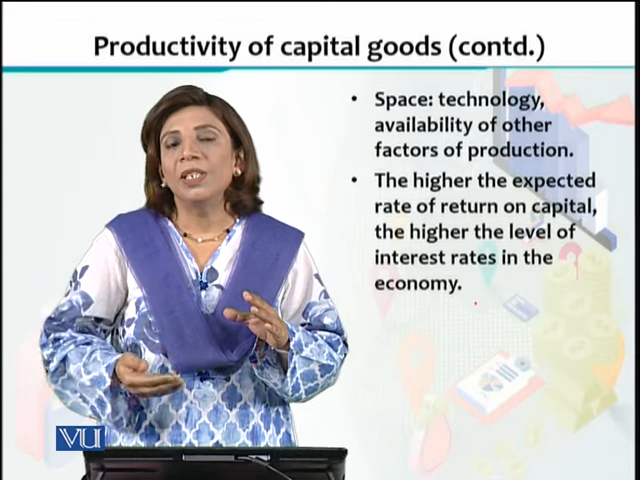 Productivity of capital goods (contd.)
• Space: technology,
availability of other
factors of production.
• The higher the expected
rate of return on capital,
the higher the level of
interest rates in the
economy.
VU